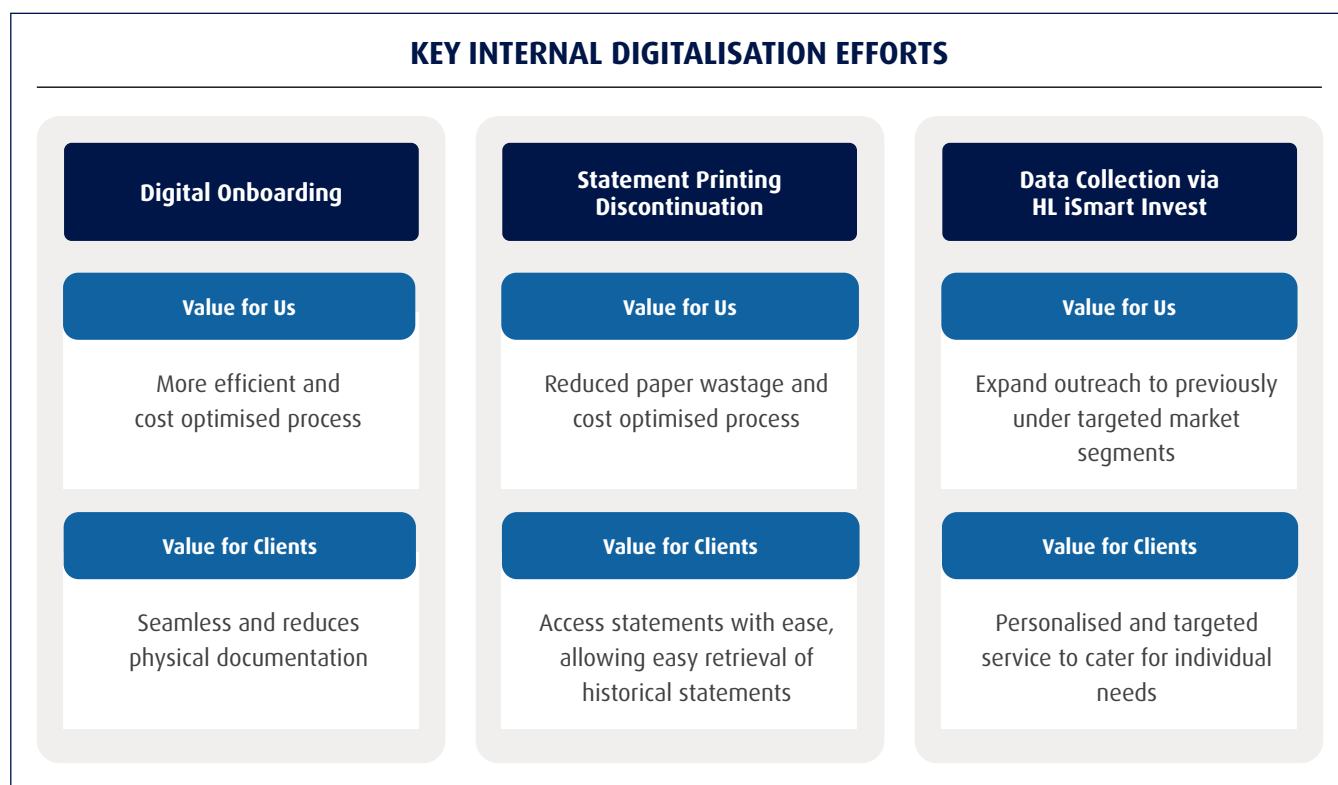 KEY INTERNAL DIGITALISATION EFFORTS
Digital Onboarding
Value for Us
More efficient and
cost optimised process
Value for Clients
Seamless and reduces
physical documentation
Statement Printing
Discontinuation
Value for Us
Reduced paper wastage and
cost optimised process
Value for Clients
Access statements with ease,
allowing easy retrieval of
historical statements
Data Collection via
HL iSmart Invest
Value for Us
Expand outreach to previously
under targeted market
segments
Value for Clients
Personalised and targeted
service to cater for individual
needs